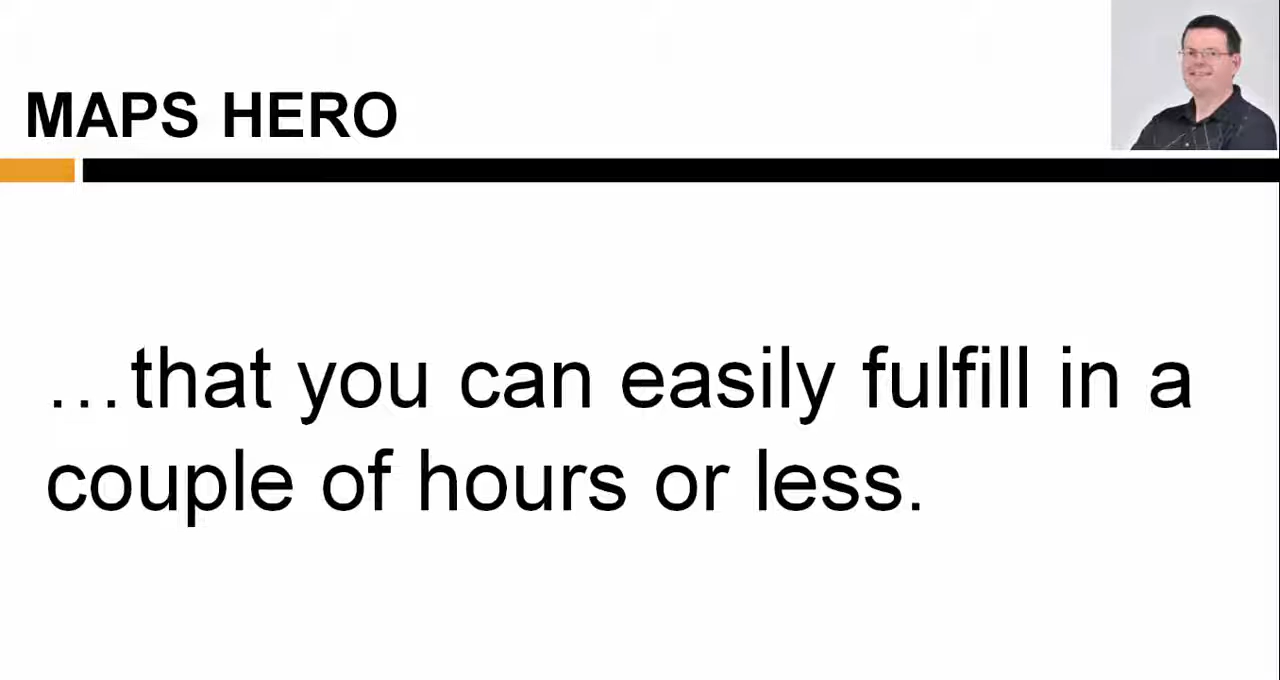 MAPS HERO
…that you can easily fulfill in a
couple of hours or less.